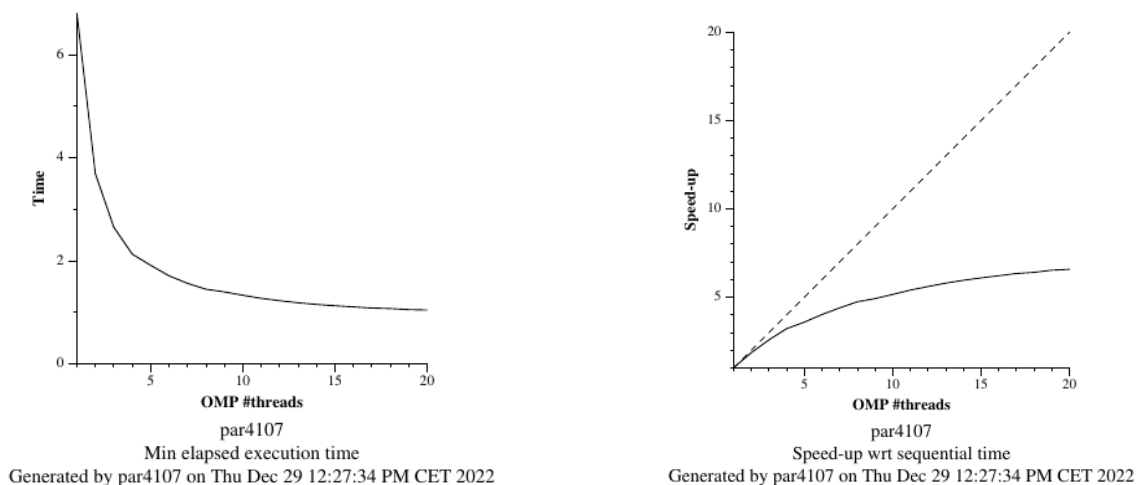 6
4
2
0
Time
5
10
15
20
OMP #threads
par4107
Min elapsed execution time
Generated by par4107 on Thu Dec 29 12:27:34 PM CET 2022
20
15
10
5
Speed-up
5
10
15
20
OMP #threads
par4107
Speed-up wrt sequential time
Generated by par4107 on Thu Dec 29 12:27:34 PM CET 2022